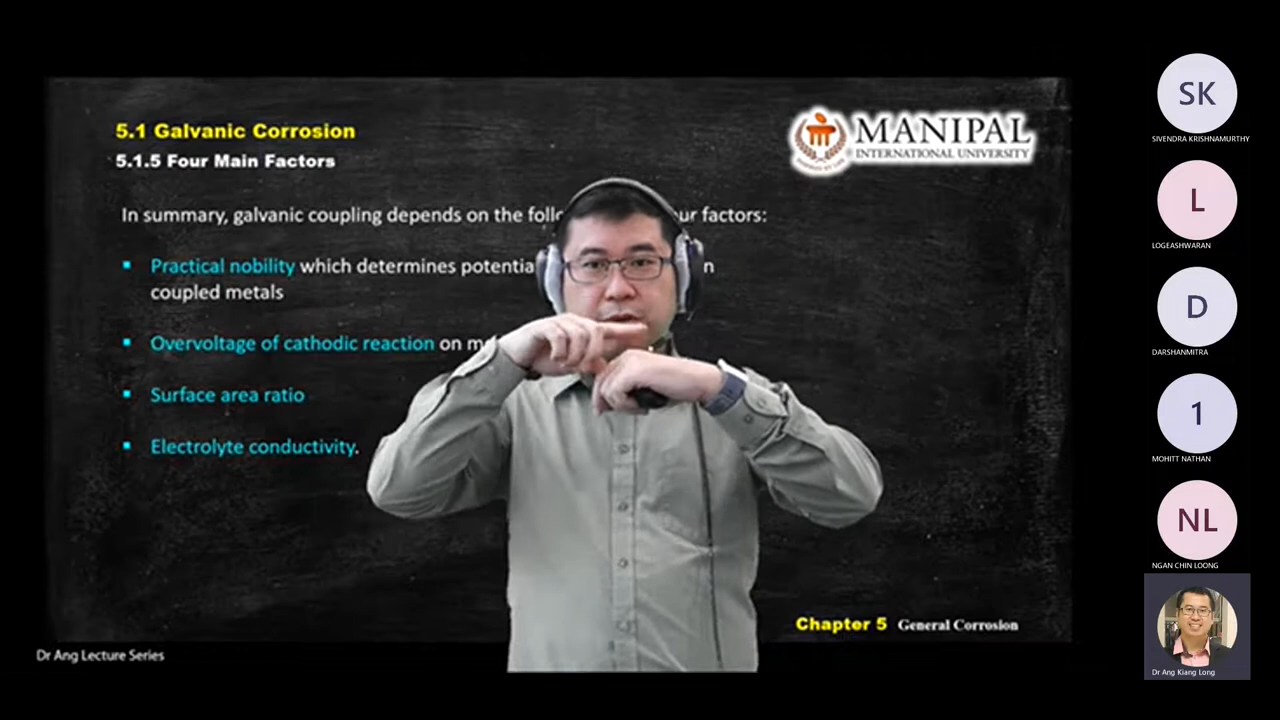 5.1 Galvanic Corrosion
5.1.5 Four Main Factors
MANIPAL
INTERNATIONAL UNIVERSITY
In summary, galvanic coupling depends on the factors:
Practical nobility which determines
coupled metals
Overvoltage of cathodic reaction on
Surface area ratio
Electrolyte conductivity.
Chapter 5 General Corrosion
Dr Ang Lecture Series
SK
SIVENDRA KRISHNAMURTHY
L
LOGEASHWARAN
D
DARSHANMITRA
1
MOHITT NATHAN
NL
NGAN CHIN LOONG
Dr Ang Kiang Long